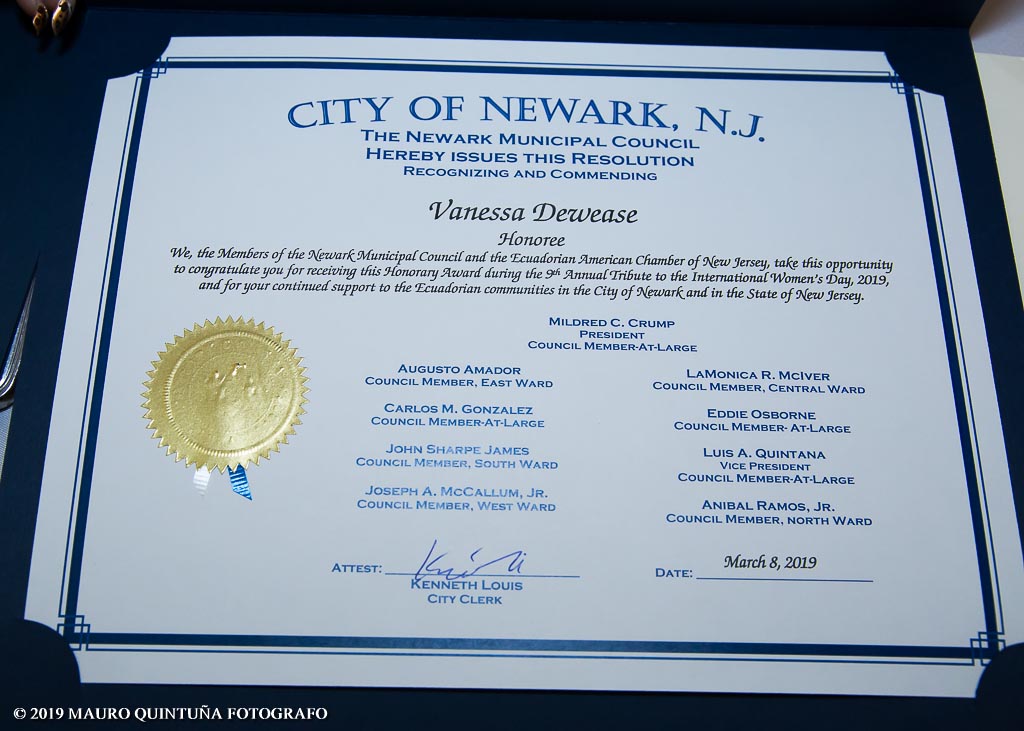 CITY OF NEWARK, N.J.
THE NEWARK MUNICIPAL COUNCIL
HEREBY ISSUES THIS RESOLUTION
RECOGNIZING AND COMMENDING
Vanessa Dewease
Honoree
We, the Members of the Newark Municipal Council and the Ecuadorian American Chamber of New Jersey, take this opportunity
to congratulate you for receiving this Honorary Award during the 9th Annual Tribute to the International Women's Day, 2019,
and for your continued support to the Ecuadorian communities in the City of Newark and in the State of New Jersey.
MILDRED C. CRUMP
PRESIDENT
COUNCIL MEMBER-AT-LARGE
AUGUSTO AMADOR
COUNCIL MEMBER, EAST WARD
CARLOS M. GONZALEZ
COUNCIL MEMBER-AT-LARGE
JOHN SHARPE JAMES
COUNCIL MEMBER, SOUTH WARD
JOSEPH A. MCCALLUM, JR.
COUNCIL MEMBER, WEST WARD
LAMONICA R. MCIVER
COUNCIL MEMBER, CENTRAL WARD
EDDIE OSBORNE
COUNCIL MEMBER- AT-LARGE
LUIS A. QUINTANA
VICE PRESIDENT
COUNCIL MEMBER-AT-LARGE
ANIBAL RAMOS, JR.
COUNCIL MEMBER, NORTH WARD
ATTEST:
KENNETH LOUIS
CITY CLERK
DATE: March 8, 2019
© 2019 MAURO QUINTUÑA FOTOGRAFO